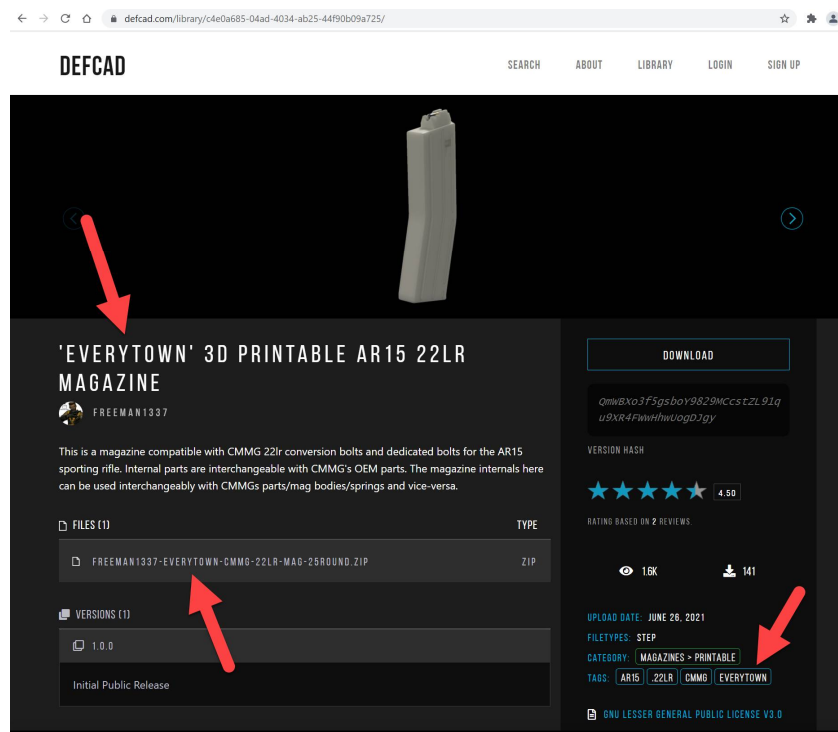 defcad.com/library/c4e0a685-04ad-4034-ab25-44f90b09a725/
DEFCAD
SEARCH ABOUT LIBRARY LOGIN SIGN UP
'EVERYTOWN' 3D PRINTABLE AR15 22LR
MAGAZINE
FREEMAN1337
This is a magazine compatible with CMMG 22lr conversion bolts and dedicated bolts for the AR15
sporting rifle. Internal parts are interchangeable with CMMG's OEM parts. The magazine internals here
can be used interchangeably with CMMGs parts/mag bodies/springs and vice-versa.
FILES (1) TYPE
FREEMAN1337-EVERYTOWN-CMMG-22LR-MAG-25ROUND.ZIP ZIP
VERSIONS (1)
1.0.0
Initial Public Release
DOWNLOAD
QmWBXo3f5gsboY9829MCcstZL91q
u9XR4FWwHhwUogDJgy
VERSION HASH
4.50
RATING BASED ON 2 REVIEWS.
1.6K 141
UPLOAD DATE: JUNE 26, 2021
FILETYPES: STEP
CATEGORY: MAGAZINES > PRINTABLE
TAGS: AR15 .22LR CMMG EVERYTOWN
GNU LESSER GENERAL PUBLIC LICENSE V3.0